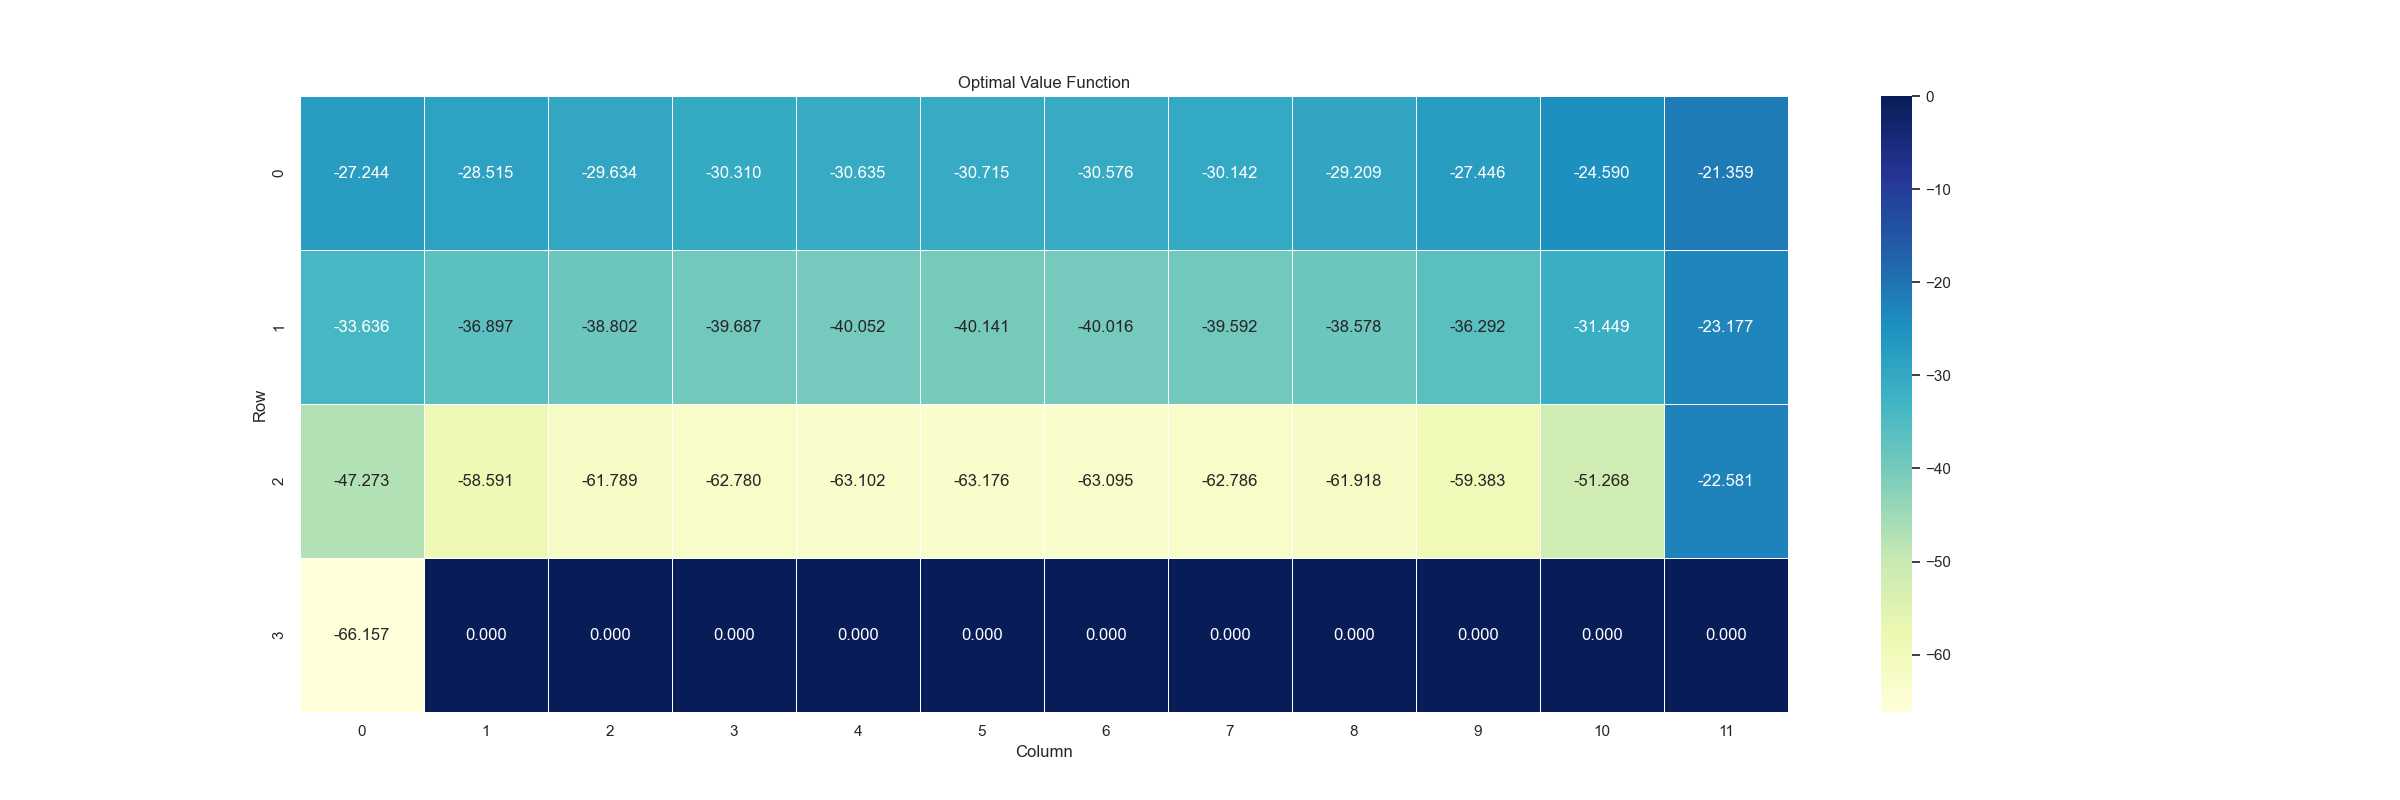 Optimal Value Function
0 -27.244 -28.515 -29.634 -30.310 -30.635 -30.715 -30.576 -30.142 -29.209 -27.446 -24.590 -21.359
1 -33.636 -36.897 -38.802 -39.687 -40.052 -40.141 -40.016 -39.592 -38.578 -36.292 -31.449 -23.177
Row
2 -47.273 -58.591 -61.789 -62.780 -63.102 -63.176 -63.095 -62.786 -61.918 -59.383 -51.268 -22.581
3 -66.157 0.000 0.000 0.000 0.000 0.000 0.000 0.000 0.000 0.000 0.000 0.000
0 1 2 3 4 5 6 7 8 9 10 11
Column
0
−10
−20
−30
−40
−50
−60